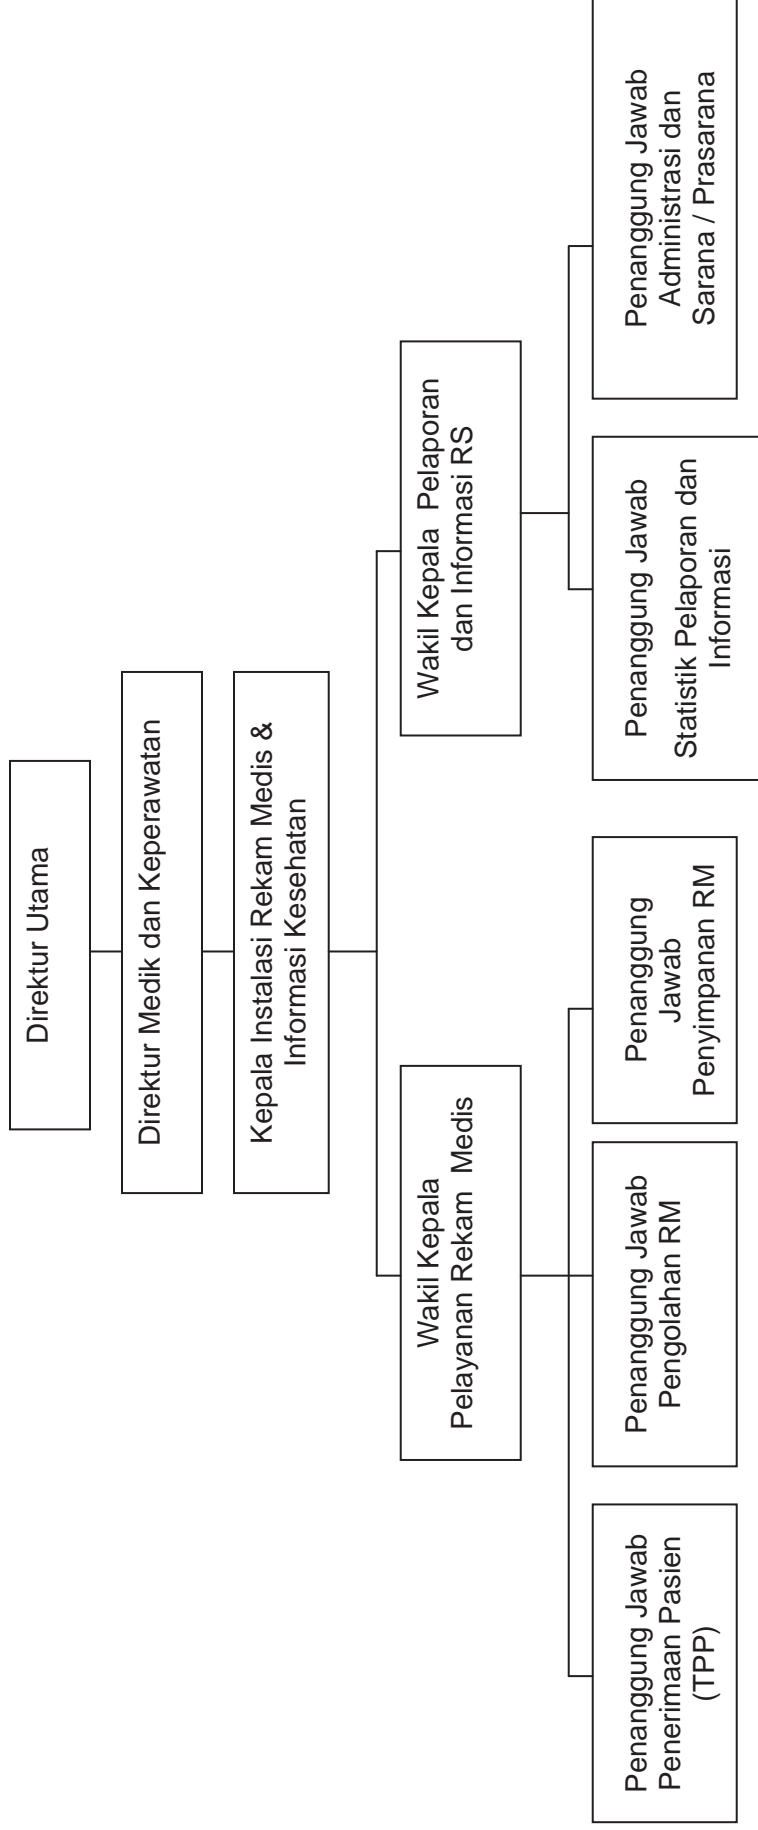 Direktur Utama
Direktur Medik dan Keperawatan
Kepala Instalasi Rekam Medis &
Informasi Kesehatan
Wakil Kepala
Pelayanan Rekam Medis
Wakil Kepala Pelaporan
dan Informasi RS
Penanggung Jawab
Penerimaan Pasien
(TPP)
Penanggung Jawab
Pengolahan RM
Penanggung
Jawab
Penyimpanan RM
Penanggung Jawab
Statistik Pelaporan dan
Informasi
Penanggung Jawab
Administrasi dan
Sarana / Prasarana